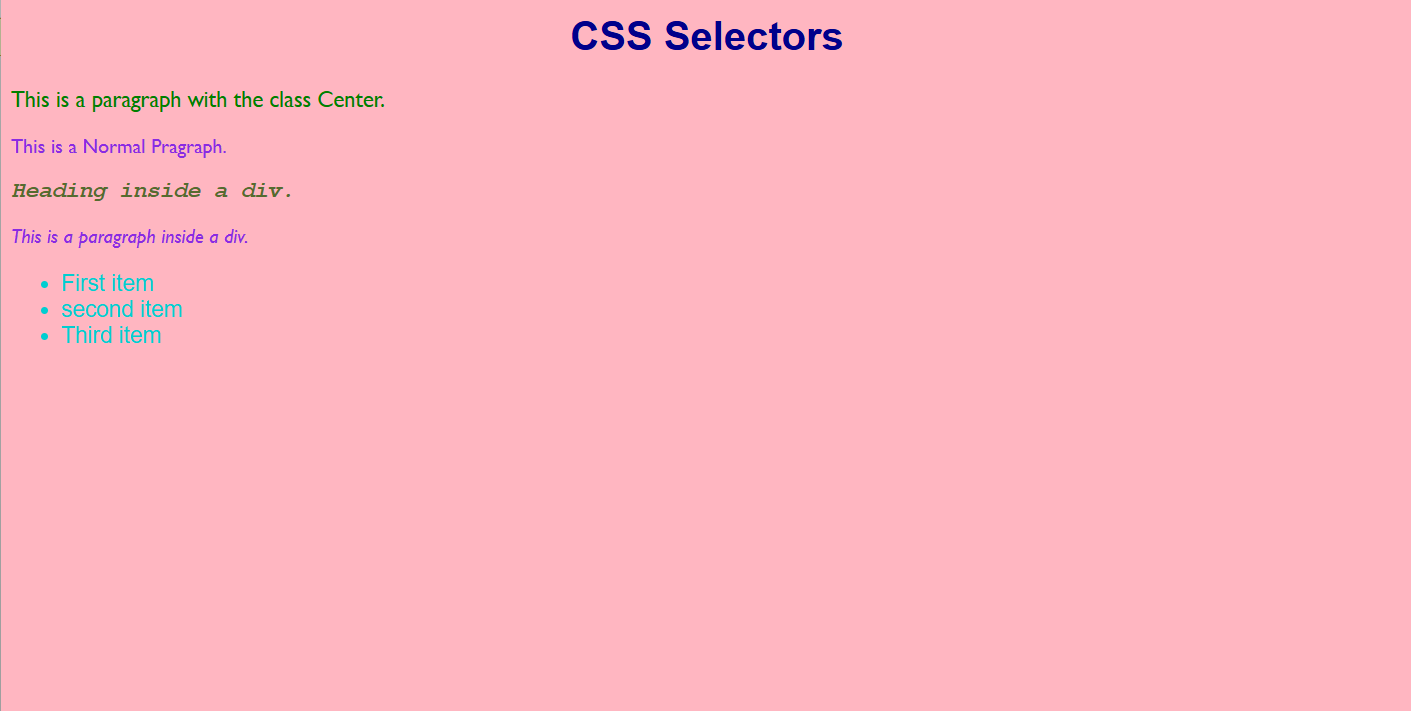 CSS Selectors
This is a paragraph with the class Center.
This is a Normal Pragraph.
Heading inside a div.
This is a paragraph inside a div.
• First item
• second item
• Third item